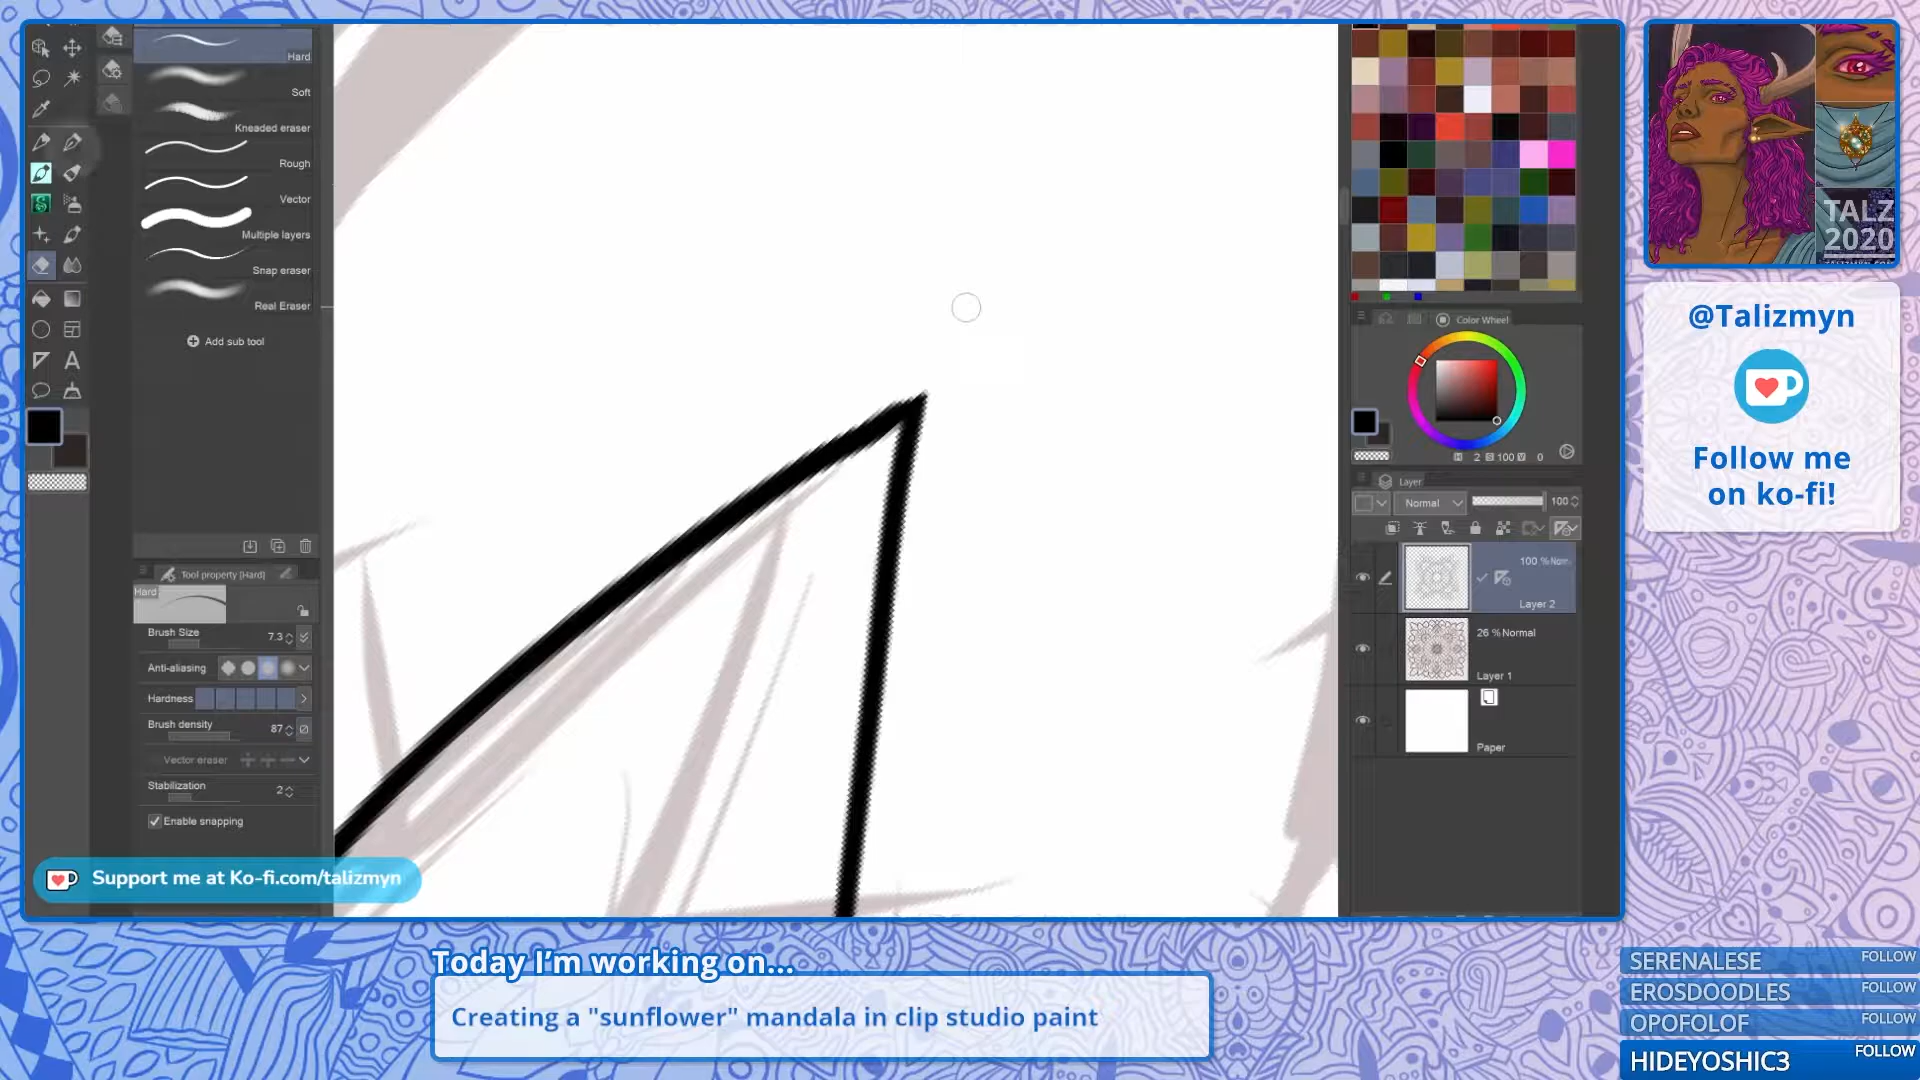 Hard
Soft
Kneaded eraser
Rough
Vector
Multiple layers
Snap eraser
Real Eraser
Add sub tool
Tool property [Hard]
Hard
Brush Size 7.3
Anti-aliasing
Hardness
Brush density 87
Vector eraser
Stabilization 2
Enable snapping
Support me at Ko-fi.com/talizmyn
Color Wheel
H 2 S 100 V 0
Layer
Normal 100
100 % Norm
Layer 2
26 % Normal
Layer 1
Paper
TALZ
2020
@Talizmyn
Follow me
on ko-fi!
Today I'm working on...
Creating a "sunflower" mandala in clip studio paint
SERENALESE FOLLOW
EROSDOODLES FOLLOW
OPOFOLOF FOLLOW
HIDEYOSHIC3 FOLLOW